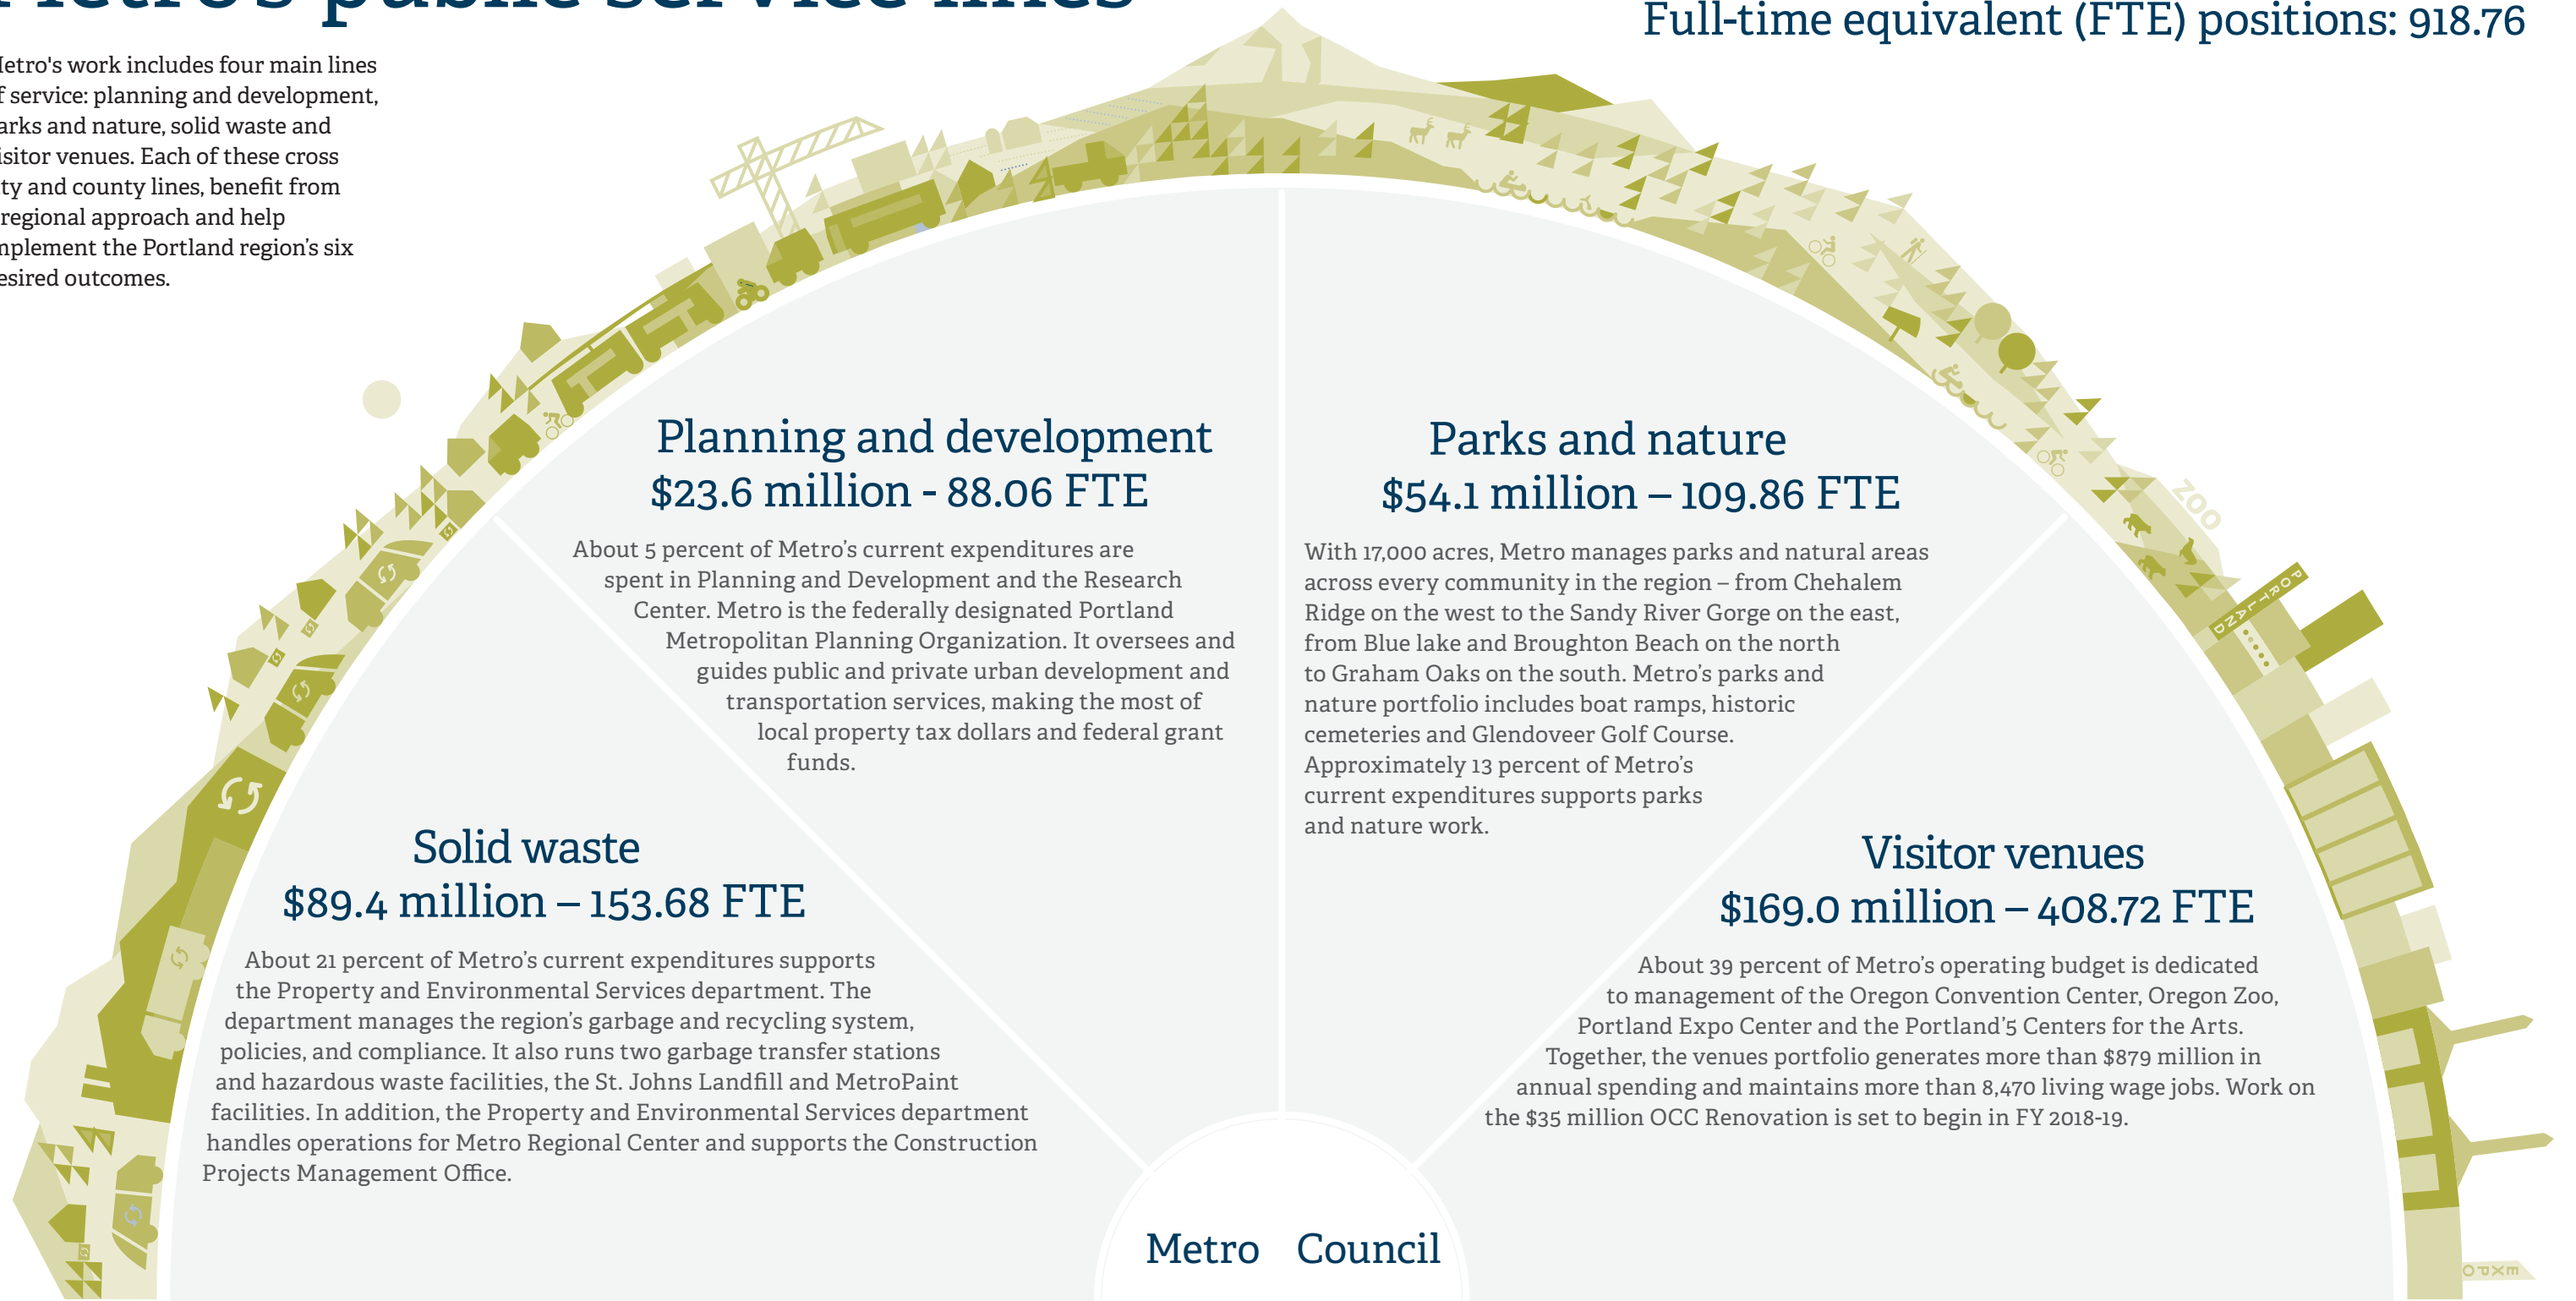 Metro's public service lines
Full-time equivalent (FTE) positions: 918.76
Metro's work includes four main lines
of service: planning and development,
parks and nature, solid waste and
visitor venues. Each of these cross
city and county lines, benefit from
regional approach and help
implement the Portland region's six
desired outcomes.
Planning and development
$23.6 million - 88.06 FTE
About 5 percent of Metro's current expenditures are
spent in Planning and Development and the Research
Center. Metro is the federally designated Portland
Metropolitan Planning Organization. It oversees and
guides public and private urban development and
transportation services, making the most of
local property tax dollars and federal grant
funds.
Parks and nature
$54.1 million – 109.86 FTE
With 17,000 acres, Metro manages parks and natural areas
across every community in the region – from Chehalem
Ridge on the west to the Sandy River Gorge on the east,
from Blue lake and Broughton Beach on the north
to Graham Oaks on the south. Metro's parks and
nature portfolio includes boat ramps, historic
cemeteries and Glendoveer Golf Course.
Approximately 13 percent of Metro's
current expenditures supports parks
and nature work.
ZOO
PORTLAND
Solid waste
$89.4 million – 153.68 FTE
About 21 percent of Metro's current expenditures supports
the Property and Environmental Services department. The
department manages the region's garbage and recycling system,
policies, and compliance. It also runs two garbage transfer stations
and hazardous waste facilities, the St. Johns Landfill and MetroPaint
facilities. In addition, the Property and Environmental Services department
handles operations for Metro Regional Center and supports the Construction
Projects Management Office.
Visitor venues
$169.0 million – 408.72 FTE
About 39 percent of Metro's operating budget is dedicated
to management of the Oregon Convention Center, Oregon Zoo,
Portland Expo Center and the Portland'5 Centers for the Arts.
Together, the venues portfolio generates more than $879 million in
annual spending and maintains more than 8,470 living wage jobs. Work on
the $35 million OCC Renovation is set to begin in FY 2018-19.
Metro Council
EXPO